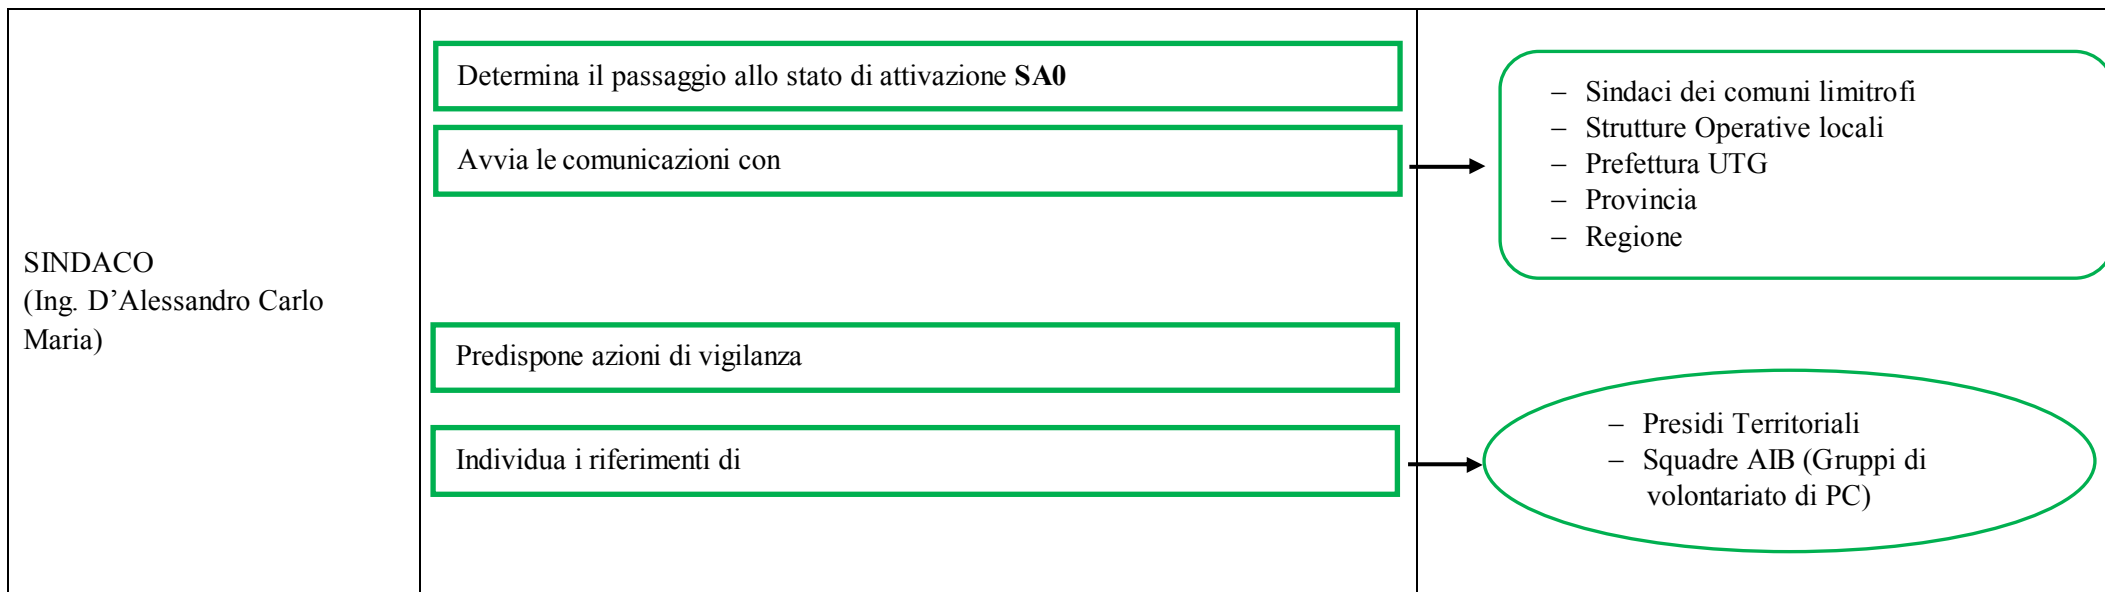 SINDACO
(Ing. D’Alessandro Carlo
Maria)
Determina il passaggio allo stato di attivazione SA0
Avvia le comunicazioni con
– Sindaci dei comuni limitrofi
– Strutture Operative locali
– Prefettura UTG
– Provincia
– Regione
Predispone azioni di vigilanza
Individua i riferimenti di
– Presidi Territoriali
– Squadre AIB (Gruppi di
volontariato di PC)